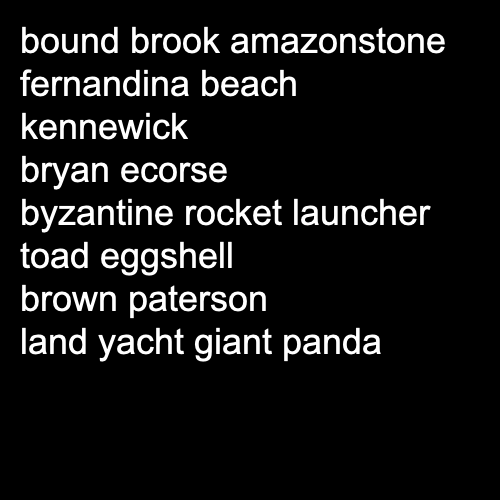 bound brook amazonstone
fernandina beach
kennewick
bryan ecorse
byzantine rocket launcher
toad eggshell
brown paterson
land yacht giant panda